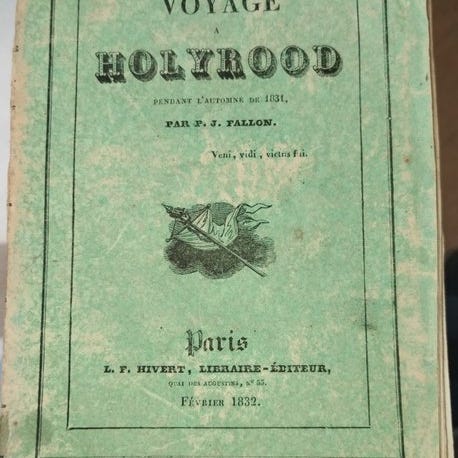 VOYAGE
A
HOLYROOD
PENDANT L'AUTOMNE DE 1831,
PAR P. J. FALLON.
Veni, vidi, victus fui.
Paris
L. F. HIVERT, LIBRAIRE-ÉDITEUR,
QUAI DES AUGUSTINS, N° 55.
FÉVRIER 1832.